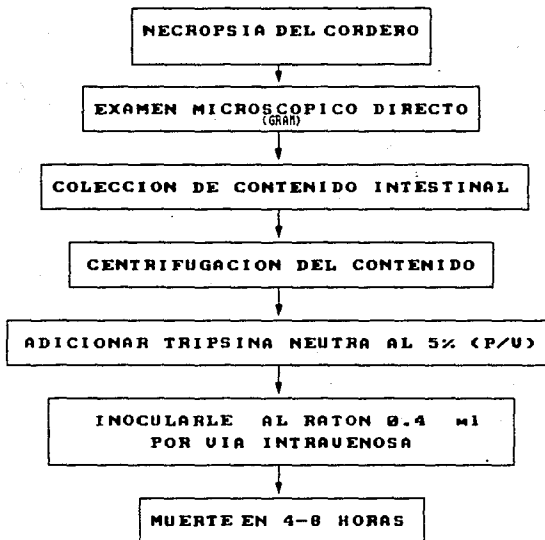 NECROPSIA DEL CORDERO
EXAMEN MICROSCOPICO DIRECTO
(GRAM)
COLECCION DE CONTENIDO INTESTINAL
CENTRIFUGACION DEL CONTENIDO
ADICIONAR TRIPSINA NEUTRA AL 5% (P/V)
INOCULARLE AL RATON 0.4 ml
POR VIA INTRAVENOSA
MUERTE EN 4-8 HORAS